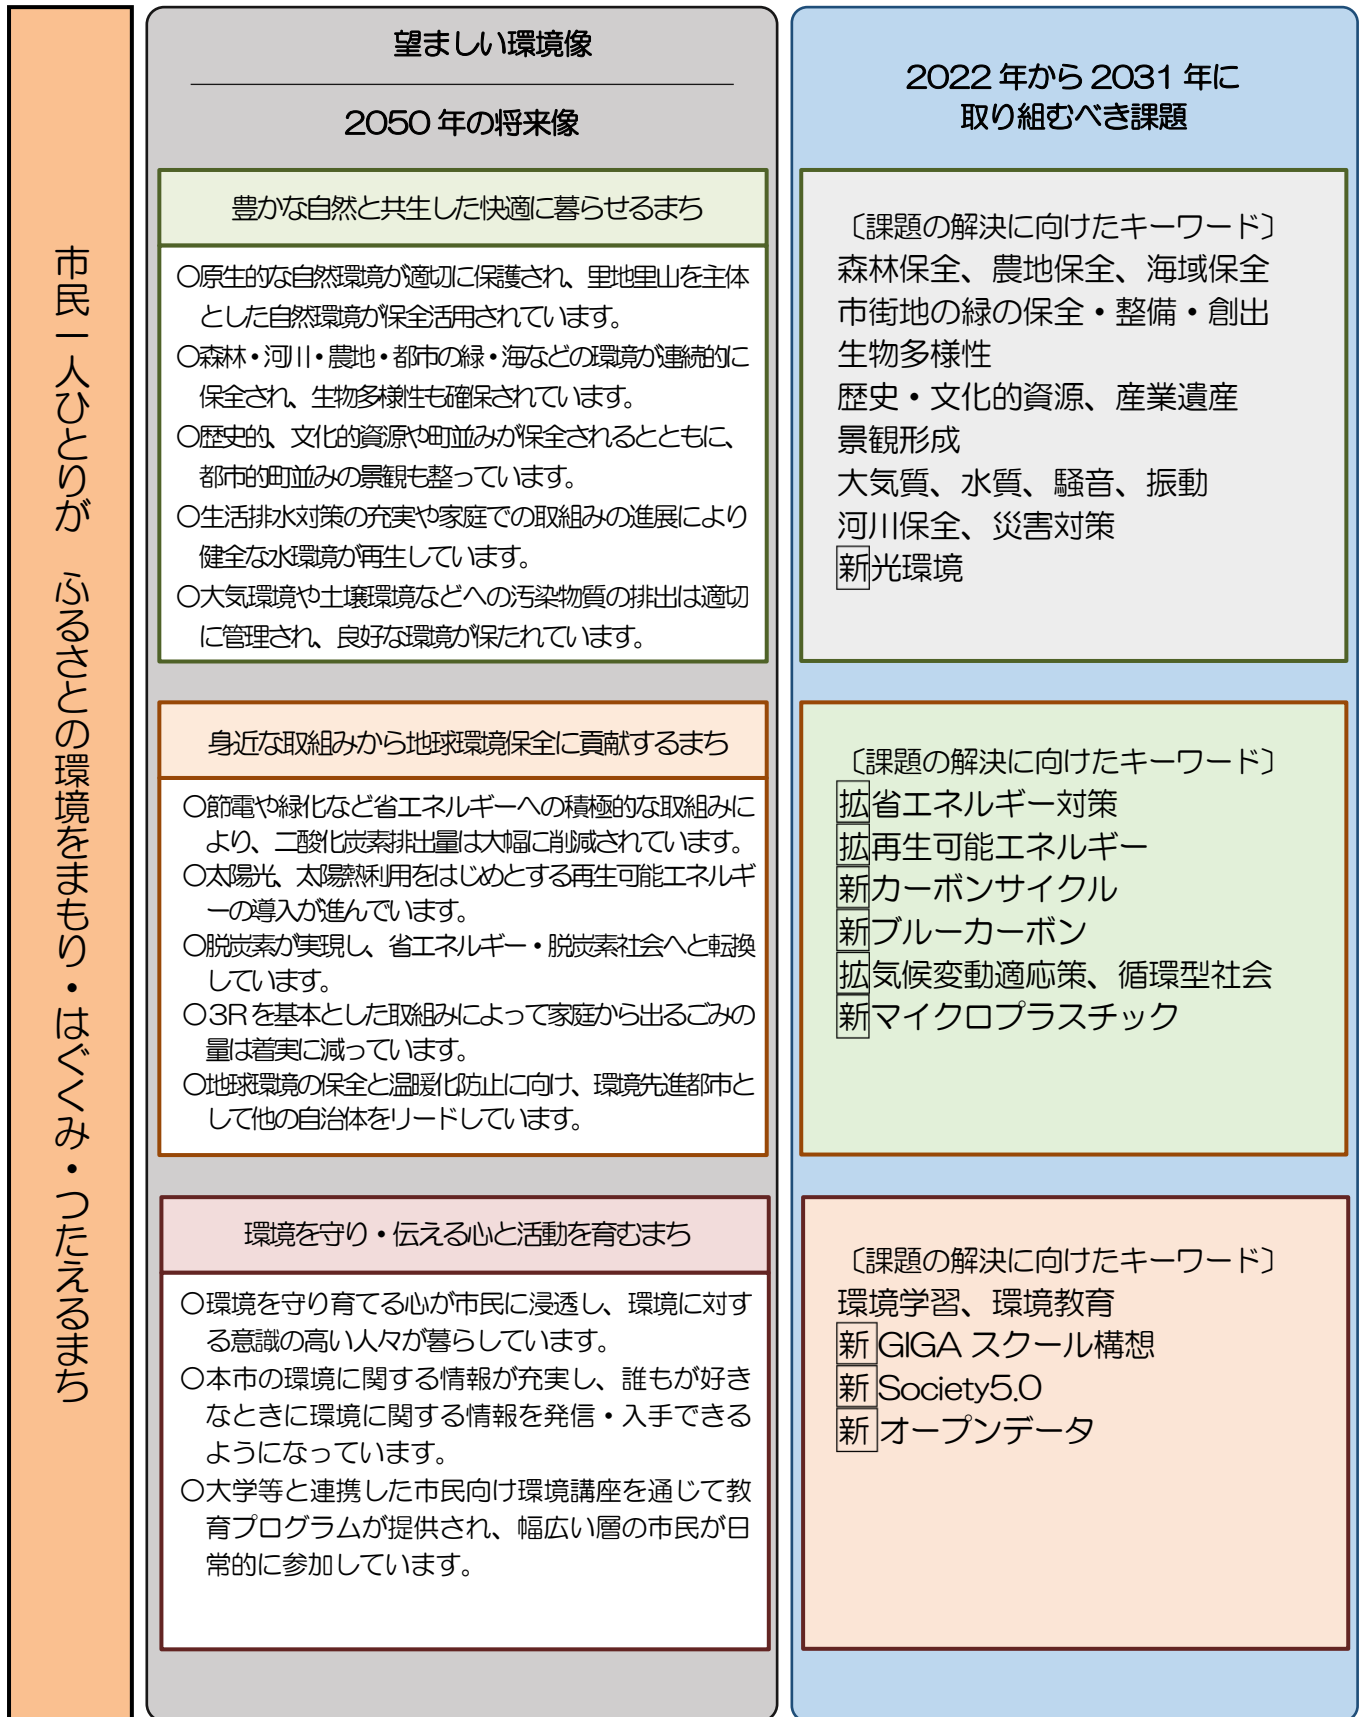 市民一人ひとりが　ふるさとの環境をまもり・はぐくみ・つたえるまち
望ましい環境像
2050年の将来像
豊かな自然と共生した快適に暮らせるまち
〇原生的な自然環境が適切に保護され、里地里山を主体
とした自然環境が保全活用されています。
〇森林・河川・農地・都市の緑・海などの環境が連続的に
保全され、生物多様性も確保されています。
〇歴史的、文化的資源や町並みが保全されるとともに、
都市的町並みの景観も整っています。
〇生活排水対策の充実や家庭での取組みの進展により
健全な水環境が再生しています。
〇大気環境や土壌環境などへの汚染物質の排出は適切
に管理され、良好な環境が保たれています。
身近な取組みから地球環境保全に貢献するまち
〇節電や緑化など省エネルギーへの積極的な取組みに
より、二酸化炭素排出量は大幅に削減されています。
〇太陽光、太陽熱利用をはじめとする再生可能エネルギ
ーの導入が進んでいます。
〇脱炭素が実現し、省エネルギー・脱炭素社会へと転換
しています。
〇3Rを基本とした取組みによって家庭から出るごみの
量は着実に減っています。
〇地球環境の保全と温暖化防止に向け、環境先進都市と
して他の自治体をリードしています。
環境を守り・伝える心と活動を育むまち
〇環境を守り育てる心が市民に浸透し、環境に対す
る意識の高い人々が暮らしています。
〇本市の環境に関する情報が充実し、誰もが好き
なときに環境に関する情報を発信・入手できる
ようになっています。
〇大学等と連携した市民向け環境講座を通じて教
育プログラムが提供され、幅広い層の市民が日
常的に参加しています。
2022年から2031年に
取り組むべき課題
〔課題の解決に向けたキーワード〕
森林保全、農地保全、海域保全
市街地の緑の保全・整備・創出
生物多様性
歴史・文化的資源、産業遺産
景観形成
大気質、水質、騒音、振動
河川保全、災害対策
新光環境
〔課題の解決に向けたキーワード〕
拡省エネルギー対策
拡再生可能エネルギー
新カーボンサイクル
新ブルーカーボン
拡気候変動適応策、循環型社会
新マイクロプラスチック
〔課題の解決に向けたキーワード〕
環境学習、環境教育
新GIGAスクール構想
新Society5.0
新オープンデータ